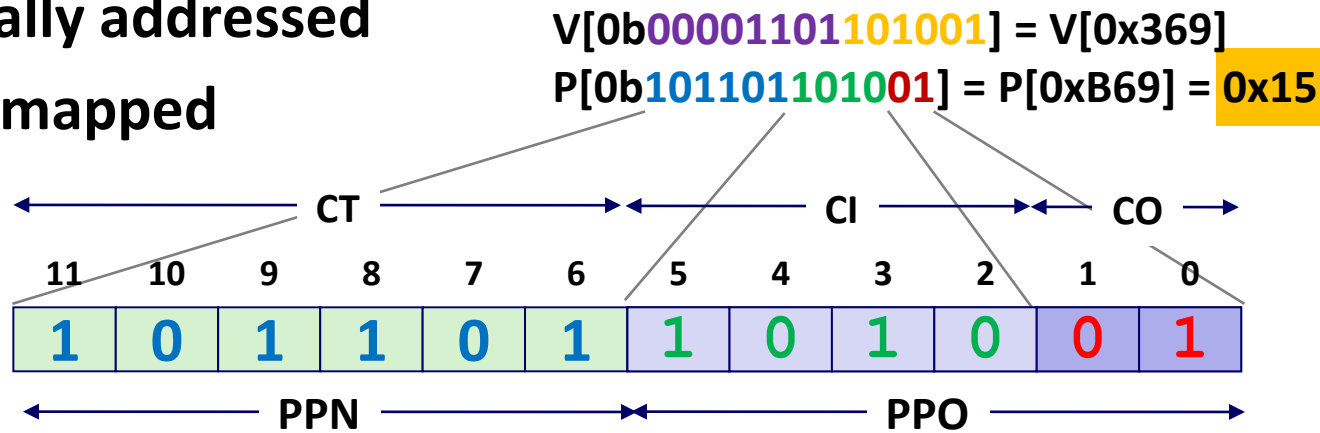 ally addressed
mapped
V[0b00001101101001] = V[0x369]
P[0b101101101001] = P[0xB69] = 0x15
CT CI CO
11 10 9 8 7 6 5 4 3 2 1 0
1 0 1 1 0 1 1 0 1 0 0 1
PPN PPO